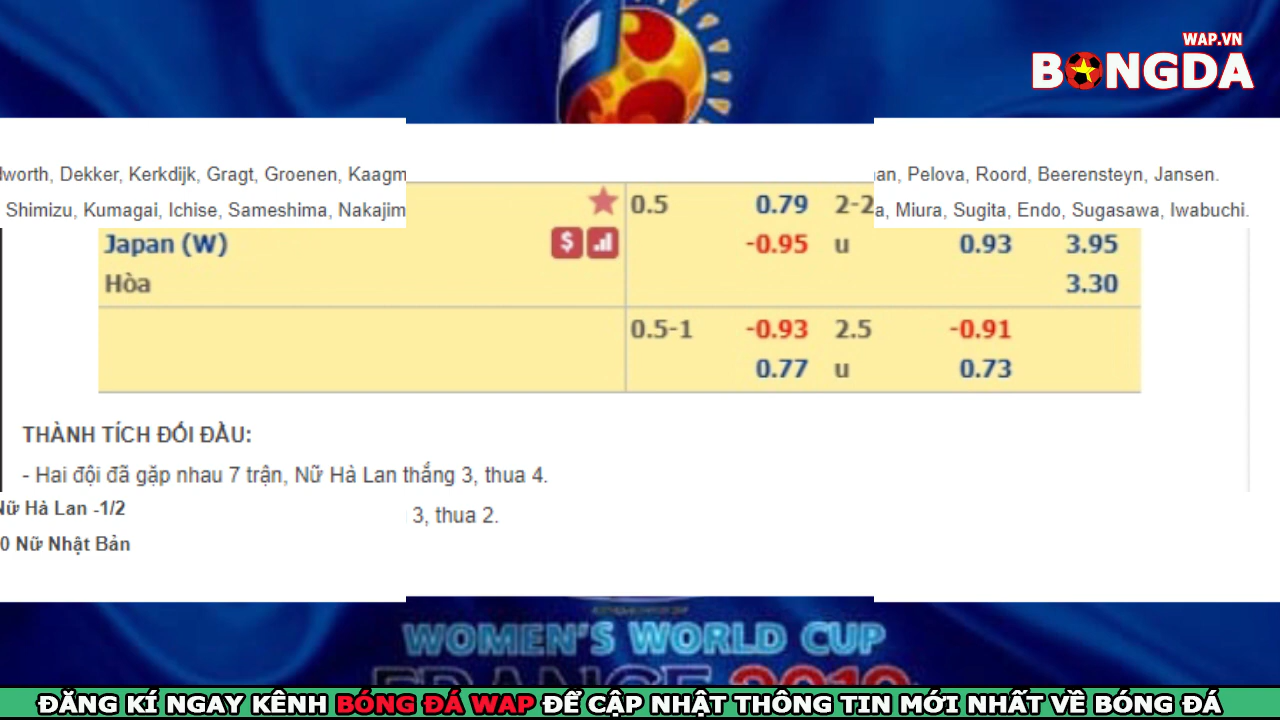 WAP.VN
BONGDA
Dekker, Kerkdijk, Gragt, Groenen, Pelova, Roord, Beerensteyn, Jansen.
Shimizu, Kumagai, Ichise, Sameshima, Miura, Sugita, Endo, Sugasawa, Iwabuchi.
0.5 0.79 2-2
Japan (W) $ -0.95 u 0.93 3.95
Hòa 3.30
0.5-1 -0.93 2.5 -0.91
0.77 u 0.73
THÀNH TÍCH ĐỐI ĐẦU:
- Hai đội đã gặp nhau 7 trận, Nữ Hà Lan thắng 3, thua 4.
Nữ Hà Lan -1/2
3, thua 2.
0 Nữ Nhật Bản
WOMEN'S WORLD CUP
FRANCE 2019
ĐĂNG KÍ NGAY KÊNH BÓNG ĐÁ WAP ĐỂ CẬP NHẬT THÔNG TIN MỚI NHẤT VỀ BÓNG ĐÁ